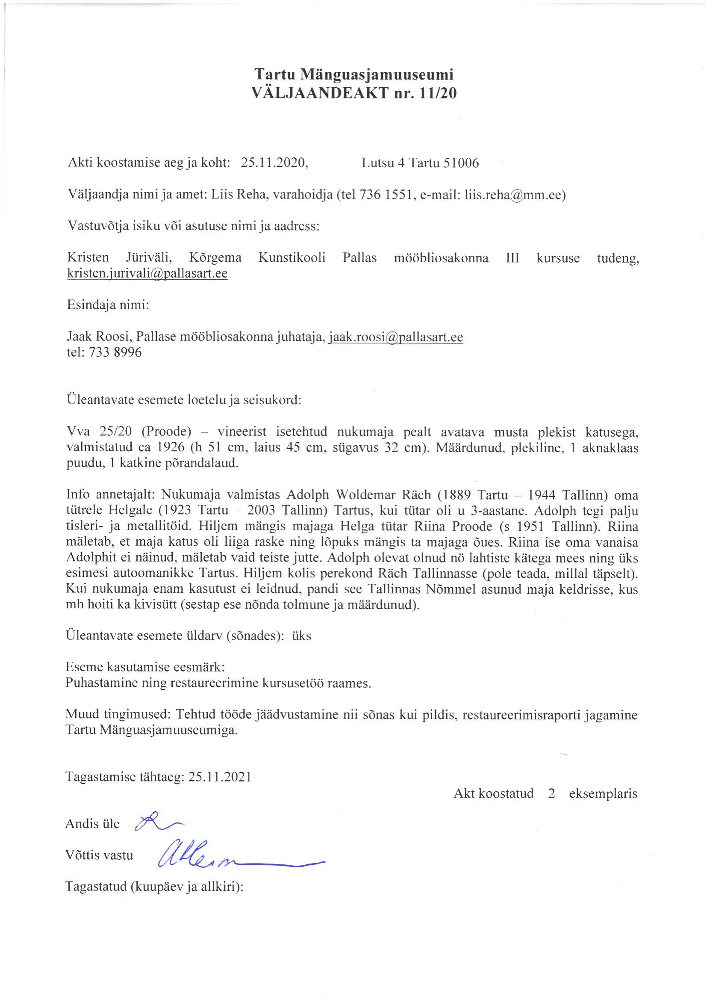 Tartu Mänguasjamuuseumi
VÄLJAANDEAKT nr. 11/20
Akti koostamise aeg ja koht: 25.11.2020, Lutsu 4 Tartu 51006
Väljaandja nimi ja amet: Liis Reha, varahoidja (tel 736 1551, e-mail: liis.reha@mm.ee)
Vastuvõtja isiku või asutuse nimi ja aadress:
Kristen Jüriväli, Kõrgema Kunstikooli Pallas mööbliosakonna III kursuse tudeng,
kristen.jurivali@pallasart.ee
Esindaja nimi:
Jaak Roosi, Pallase mööbliosakonna juhataja, jaak.roosi@pallasart.ee
tel: 733 8996
Üleantavate esemete loetelu ja seisukord:
Vva 25/20 (Proode) – vineerist isetehtud nukumaja pealt avatava musta plekist katusega,
valmistatud ca 1926 (h 51 cm, laius 45 cm, sügavus 32 cm). Määrdunud, plekiline, 1 aknaklaas
puudu, 1 katkine põrandalaud.
Info annetajalt: Nukumaja valmistas Adolph Woldemar Räch (1889 Tartu – 1944 Tallinn) oma
tütrele Helgale (1923 Tartu – 2003 Tallinn) Tartus, kui tütar oli u 3-aastane. Adolph tegi palju
tisleri- ja metallitöid. Hiljem mängis majaga Helga tütar Riina Proode (s 1951 Tallinn). Riina
mäletab, et maja katus oli liiga raske ning lõpuks mängis ta majaga õues. Riina ise oma vanaisa
Adolphit ei näinud, mäletab vaid teiste jutte. Adolph olevat olnud nö lahtiste kätega mees ning üks
esimesi autoomanikke Tartus. Hiljem kolis perekond Räch Tallinnasse (pole teada, millal täpselt).
Kui nukumaja enam kasutust ei leidnud, pandi see Tallinnas Nõmmel asunud maja keldrisse, kus
mh hoiti ka kivisütt (sestap ese nõnda tolmune ja määrdunud).
Üleantavate esemete üldarv (sõnades): üks
Eseme kasutamise eesmärk:
Puhastamine ning restaureerimine kursusetöö raames.
Muud tingimused: Tehtud tööde jäädvustamine nii sõnas kui pildis, restaureerimisraporti jagamine
Tartu Mänguasjamuuseumiga.
Tagastamise tähtaeg: 25.11.2021
Akt koostatud 2 eksemplaris
Andis üle
Võttis vastu
Tagastatud (kuupäev ja allkiri):